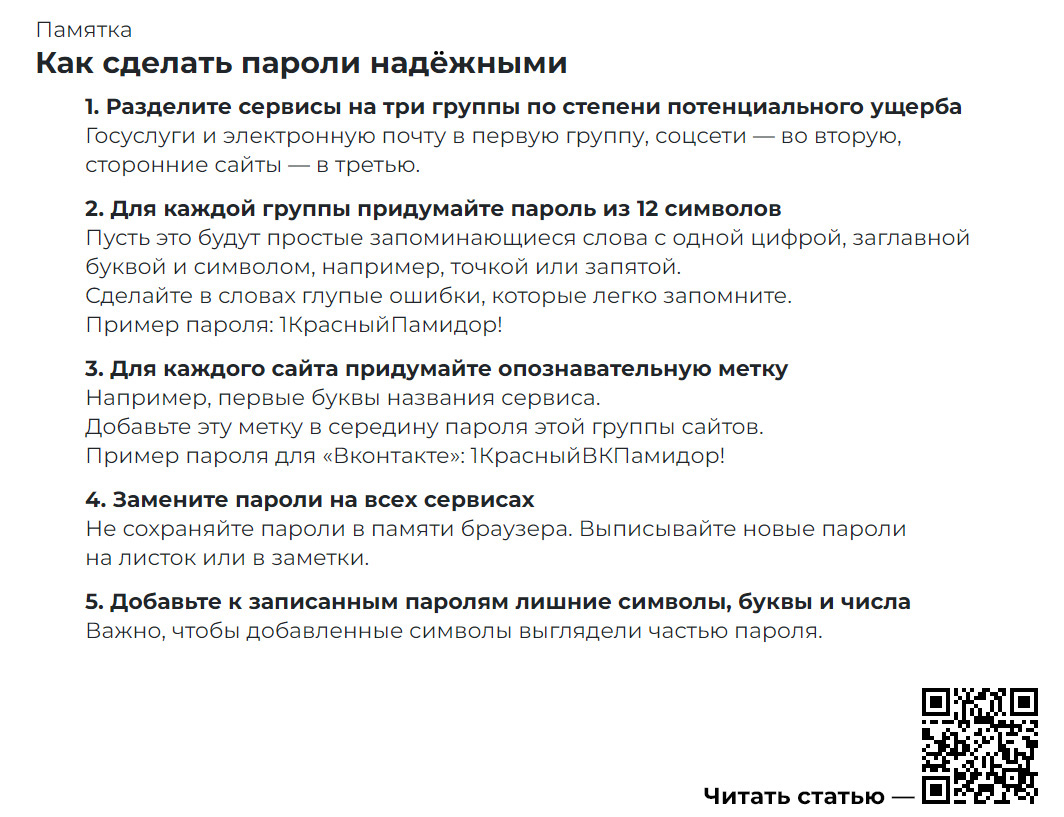 Памятка
Как сделать пароли надёжными
1. Разделите сервисы на три группы по степени потенциального ущерба
Госуслуги и электронную почту в первую группу, соцсети — во вторую,
сторонние сайты — в третью.
2. Для каждой группы придумайте пароль из 12 символов
Пусть это будут простые запоминающиеся слова с одной цифрой, заглавной
буквой и символом, например, точкой или запятой.
Сделайте в словах глупые ошибки, которые легко запомните.
Пример пароля: 1КрасныйПамидор!
3. Для каждого сайта придумайте опознавательную метку
Например, первые буквы названия сервиса.
Добавьте эту метку в середину пароля этой группы сайтов.
Пример пароля для «Вконтакте»: 1КрасныйВКПамидор!
4. Замените пароли на всех сервисах
Не сохраняйте пароли в памяти браузера. Выписывайте новые пароли
на листок или в заметки.
5. Добавьте к записанным паролям лишние символы, буквы и числа
Важно, чтобы добавленные символы выглядели частью пароля.
Читать статью —